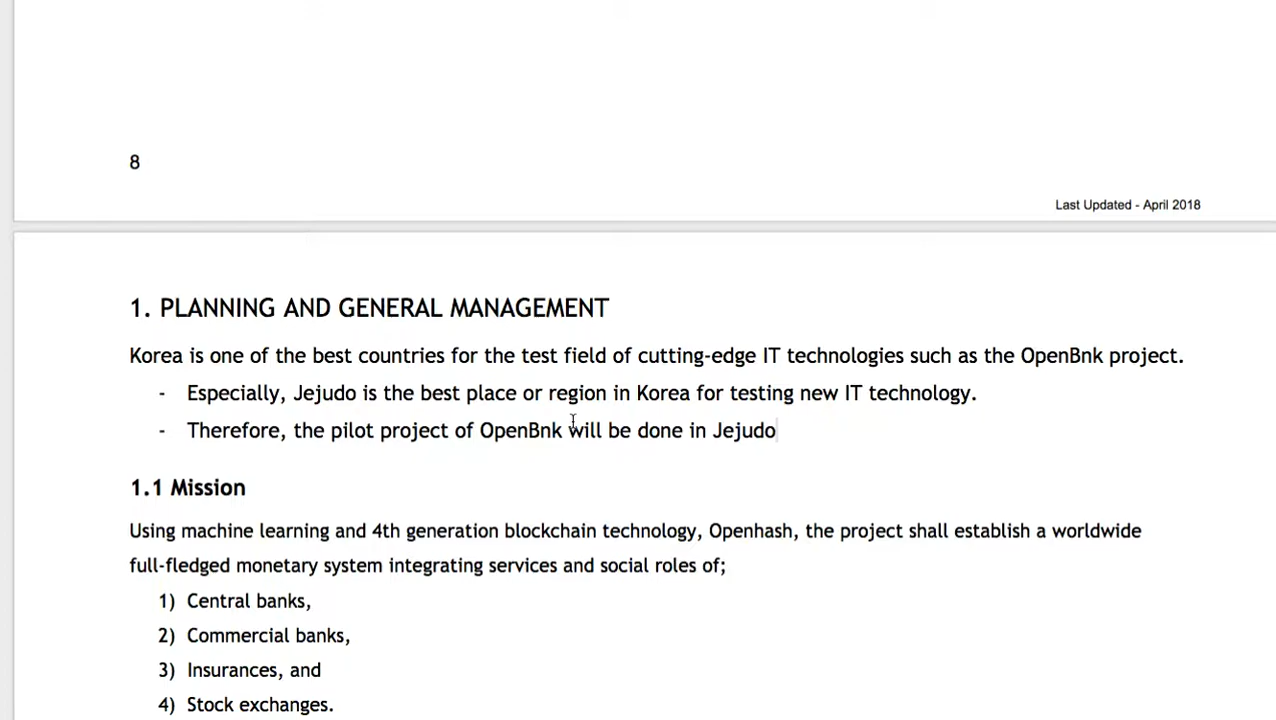 8
Last Updated - April 2018
1. PLANNING AND GENERAL MANAGEMENT
Korea is one of the best countries for the test field of cutting-edge IT technologies such as the OpenBnk project.
- Especially, Jejudo is the best place or region in Korea for testing new IT technology.
- Therefore, the pilot project of OpenBnk will be done in Jejudo
1.1 Mission
Using machine learning and 4th generation blockchain technology, Openhash, the project shall establish a worldwide
full-fledged monetary system integrating services and social roles of;
1) Central banks,
2) Commercial banks,
3) Insurances, and
4) Stock exchanges.